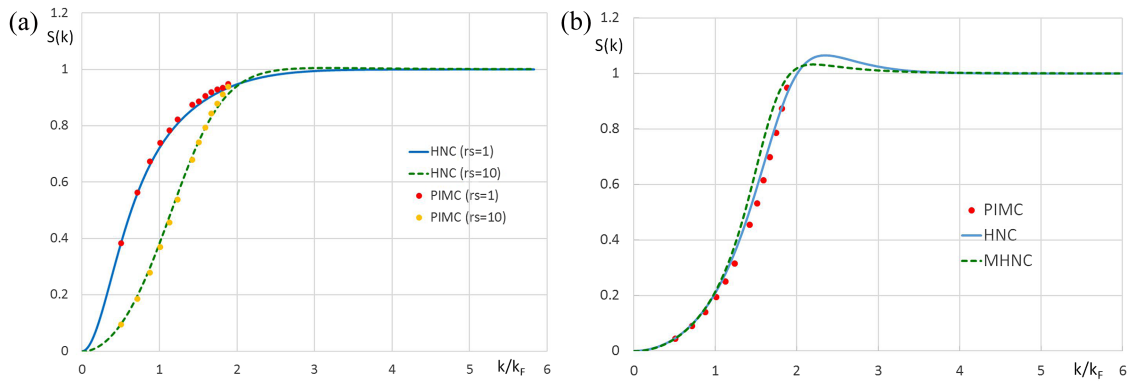 (a)
1.2
S(k)
1
0.8
0.6
0.4
0.2
0
0 1 2 3 4 5 6
k/kF
HNC (rs=1)
HNC (rs=10)
PIMC (rs=1)
PIMC (rs=10)
(b)
1.2
S(k)
1
0.8
0.6
0.4
0.2
0
0 1 2 3 4 5 6
k/kF
PIMC
HNC
MHNC